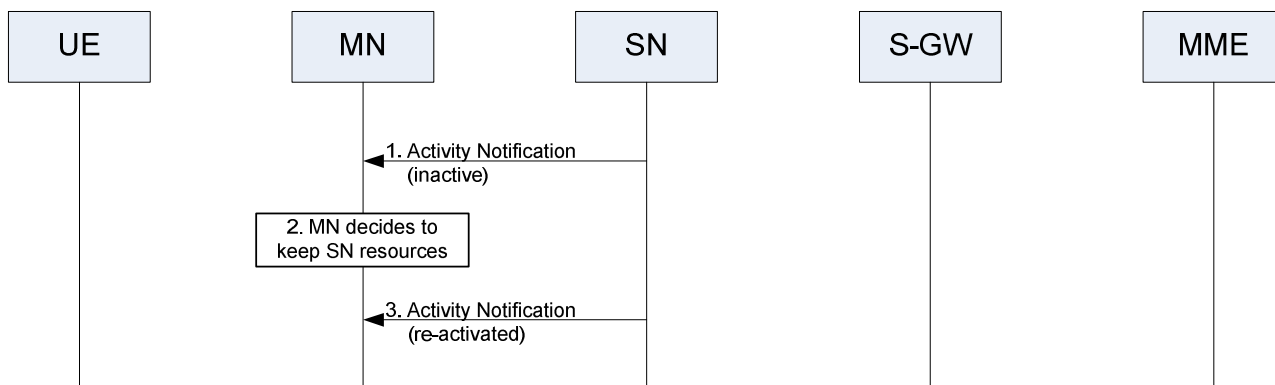 UE
MN
SN
S-GW
MME
1. Activity Notification
(inactive)
2. MN decides to
keep SN resources
3. Activity Notification
(re-activated)